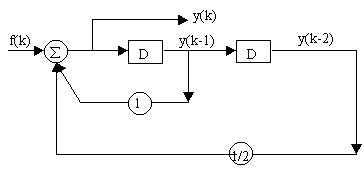 y(k)
f(k)
Σ
D
y(k-1)
D
y(k-2)
1
1/2